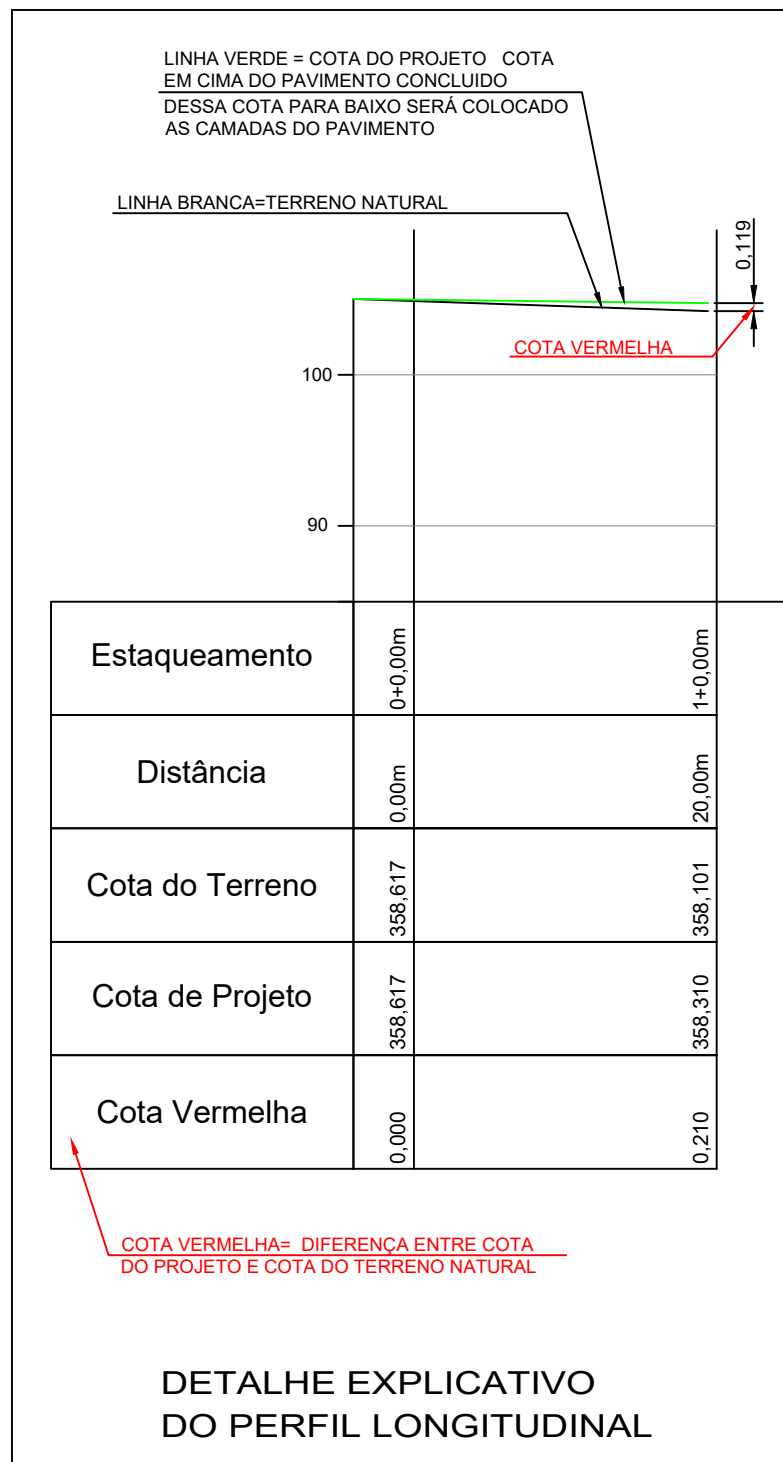 LINHA VERDE = COTA DO PROJETO COTA
EM CIMA DO PAVIMENTO CONCLUIDO
DESSA COTA PARA BAIXO SERÁ COLOCADO
AS CAMADAS DO PAVIMENTO
LINHA BRANCA=TERRENO NATURAL
0,119
COTA VERMELHA
100
90
Estaqueamento
0+0,00m
1+0,00m
Distância
0,00m
20,00m
Cota do Terreno
358,617
358,101
Cota de Projeto
358,617
358,310
Cota Vermelha
0,000
0,210
COTA VERMELHA= DIFERENÇA ENTRE COTA
DO PROJETO E COTA DO TERRENO NATURAL
DETALHE EXPLICATIVO
DO PERFIL LONGITUDINAL